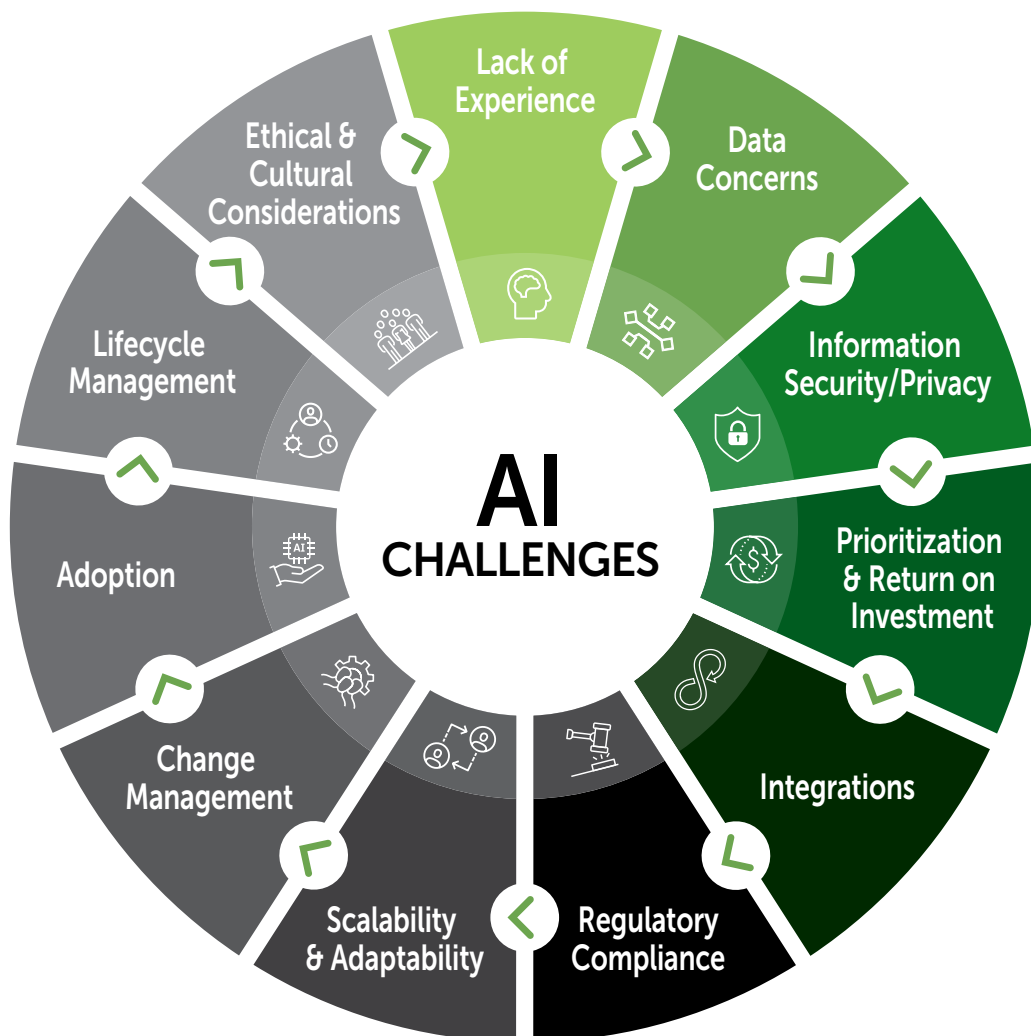 Lack of
Experience
Data
Concerns
Information
Security/Privacy
Prioritization
& Return on
Investment
Integrations
Regulatory
Compliance
Scalability
& Adaptability
Change
Management
Adoption
AI
Lifecycle
Management
Ethical &
Cultural
Considerations
AI
CHALLENGES